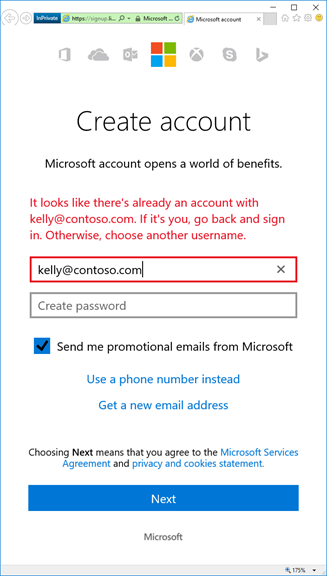 InPrivate
https://signup.li...
Microsoft ...
Microsoft account
Create account
Microsoft account opens a world of benefits.
It looks like there's already an account with
kelly@contoso.com. If it's you, go back and sign
in. Otherwise, choose another username.
kelly@contoso.com
Create password
Send me promotional emails from Microsoft
Use a phone number instead
Get a new email address
Choosing Next means that you agree to the Microsoft Services
Agreement and privacy and cookies statement.
Next
Microsoft
175%